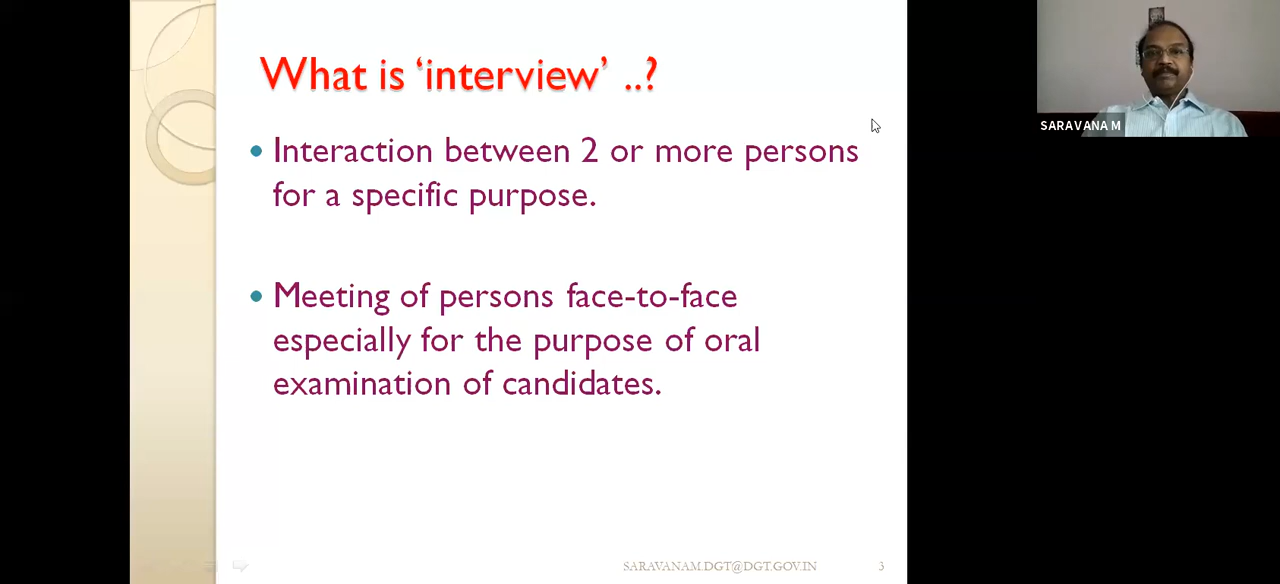 What is ‘interview’ ..?
Interaction between 2 or more persons
for a specific purpose.
Meeting of persons face-to-face
especially for the purpose of oral
examination of candidates.
SARAVANAM.DGT@DGT.GOV.IN
3
SARAVANA M